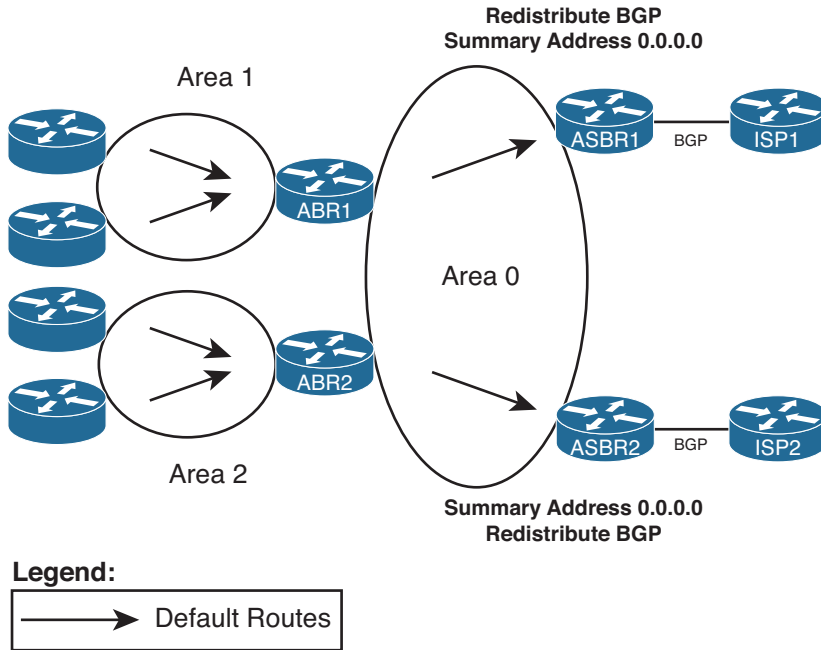 Redistribute BGP
Summary Address 0.0.0.0
Area 1
ASBR1
BGP
ISP1
ABR1
Area 0
ABR2
ASBR2
BGP
ISP2
Area 2
Summary Address 0.0.0.0
Redistribute BGP
Legend:
Default Routes